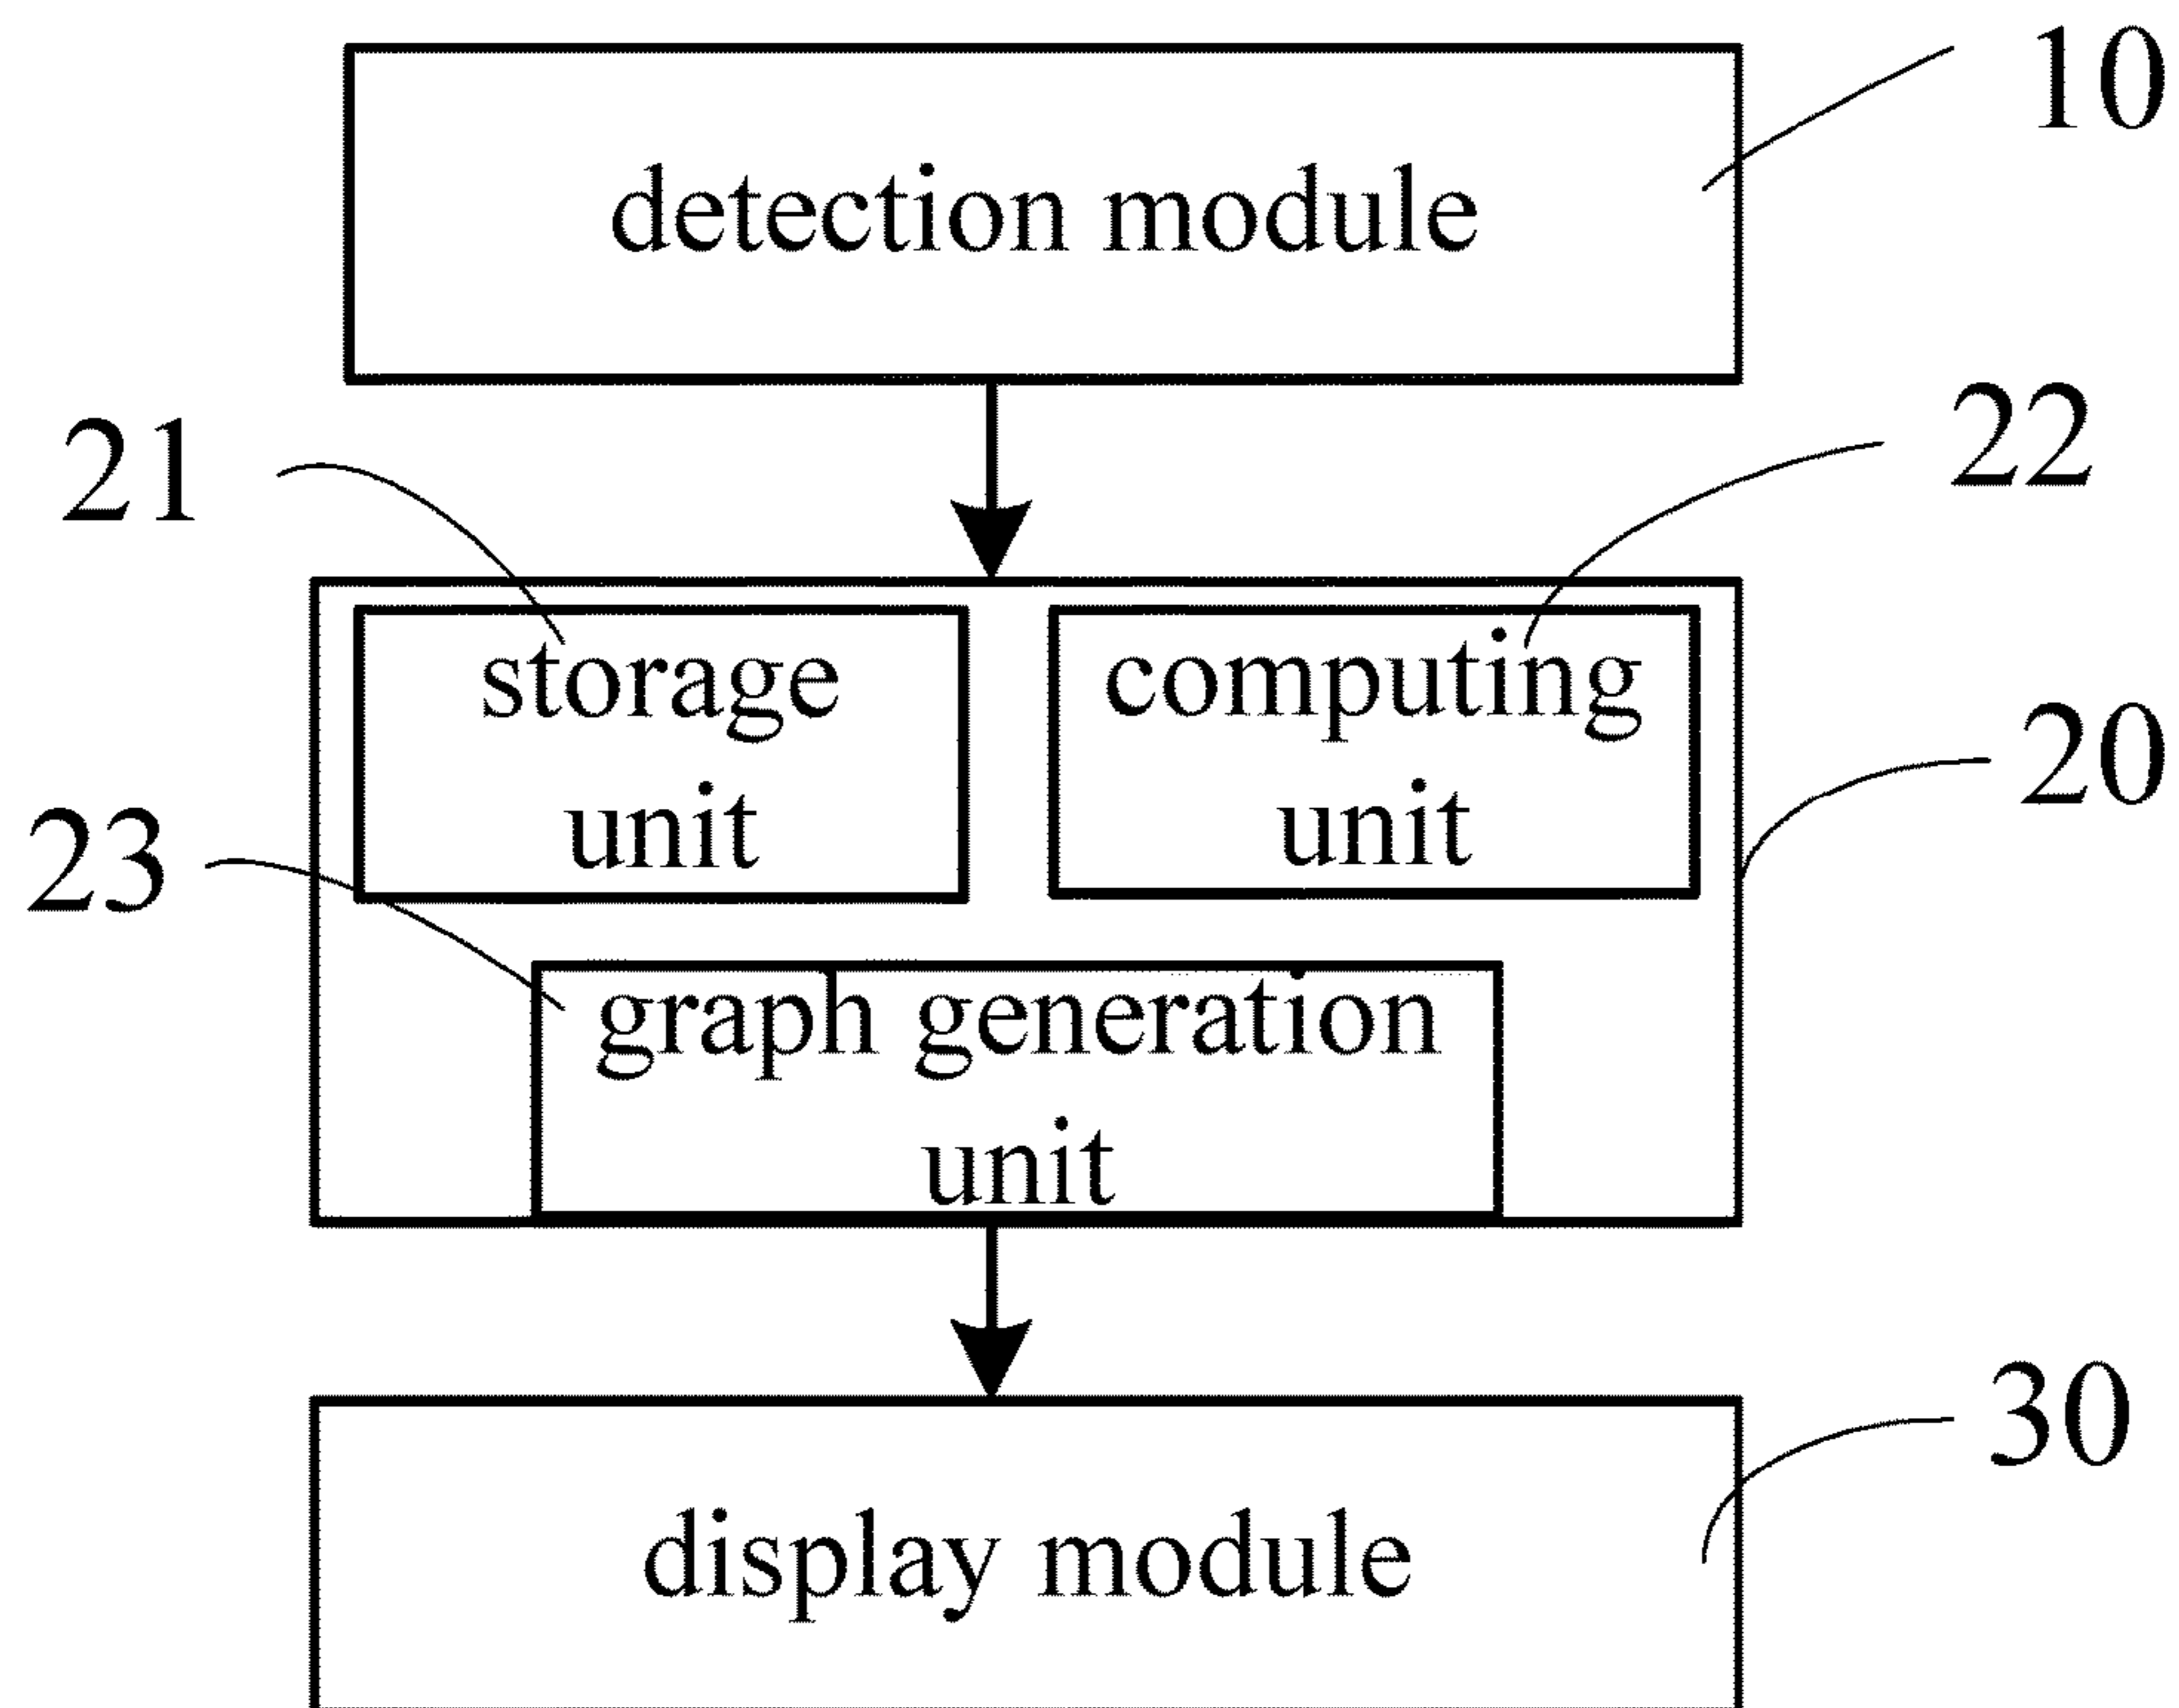 10
detection module
21
22
storage
unit
computing
unit
20
23
graph generation
unit
30
display module